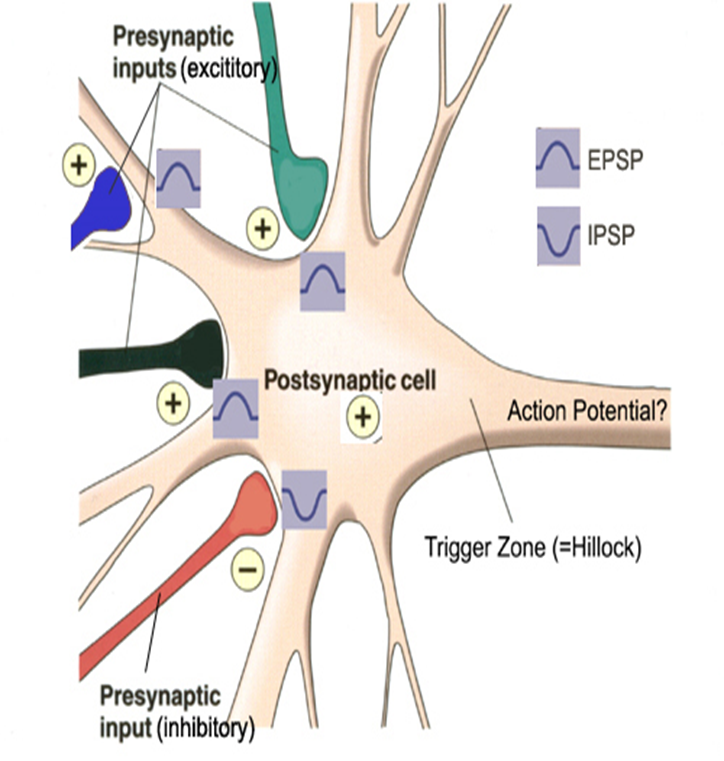 Presynaptic
inputs (excititory)
+
EPSP
+
IPSP
Postsynaptic cell
+
+
Action Potential?
Trigger Zone (=Hillock)
−
Presynaptic
input (inhibitory)